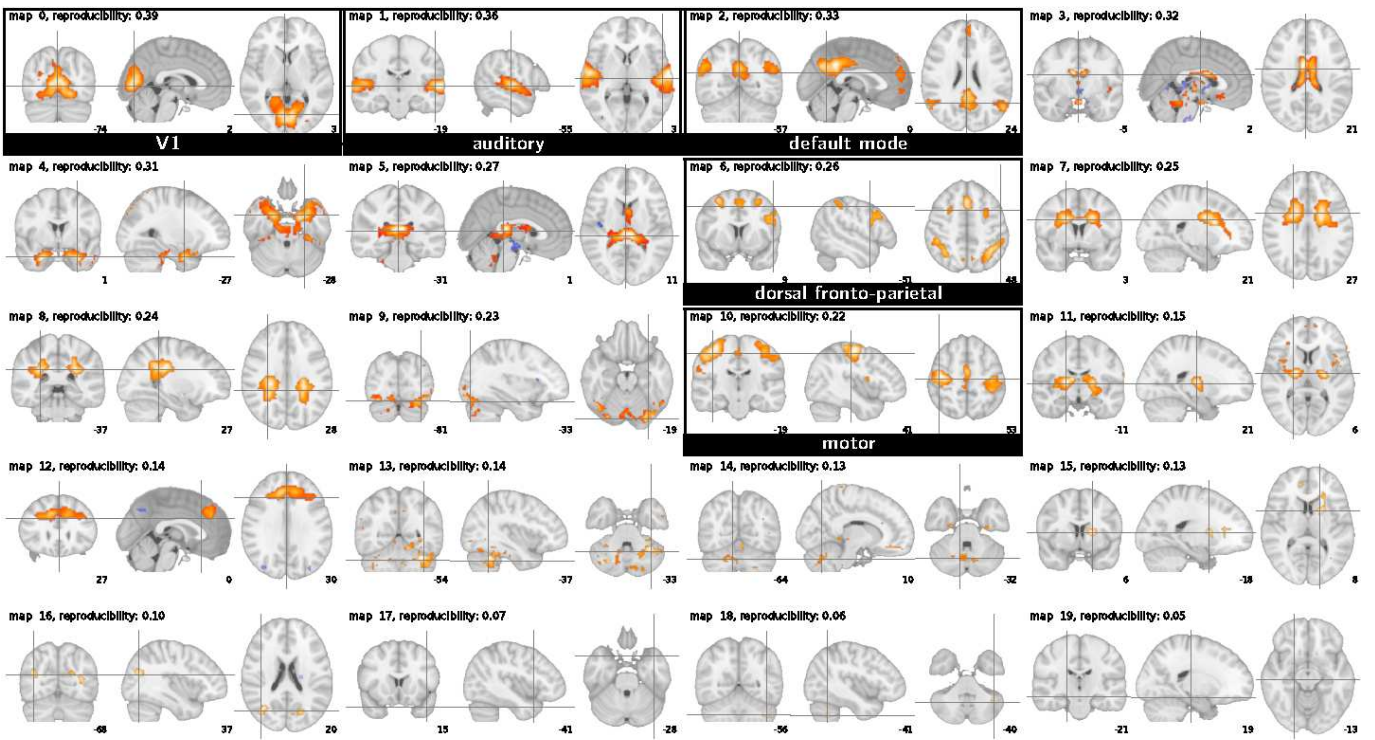 map 0, reproducibility: 0.39
-74 2 3
V1
map 1, reproducibility: 0.36
-19 -55 3
auditory
map 2, reproducibility: 0.33
-57 0 24
default mode
map 3, reproducibility: 0.32
-5 2 21
map 4, reproducibility: 0.31
1 -27 -28
map 5, reproducibility: 0.27
-31 1 11
map 6, reproducibility: 0.26
9 -51 48
dorsal fronto-parietal
map 7, reproducibility: 0.25
3 21 27
map 8, reproducibility: 0.24
-37 27 28
map 9, reproducibility: 0.23
-81 -33 -19
map 10, reproducibility: 0.22
-19 41 53
motor
map 11, reproducibility: 0.15
-11 21 6
map 12, reproducibility: 0.14
27 0 30
map 13, reproducibility: 0.14
-54 -37 -33
map 14, reproducibility: 0.13
-64 10 -32
map 15, reproducibility: 0.13
6 -18 8
map 16, reproducibility: 0.10
-68 37 20
map 17, reproducibility: 0.07
1 -41 -28
map 18, reproducibility: 0.06
-56 -41 -40
map 19, reproducibility: 0.05
-21 19 -13